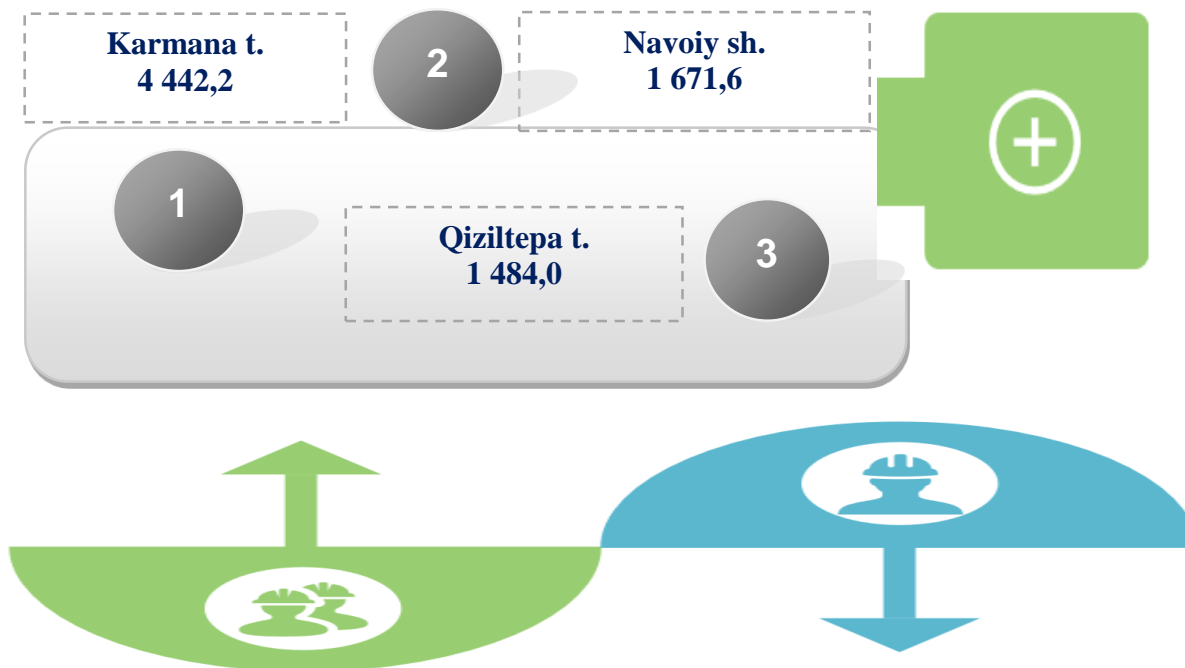 Karmana t.
4 442,2
2
Navoiy sh.
1 671,6
1
Qiziltepa t.
1 484,0
3